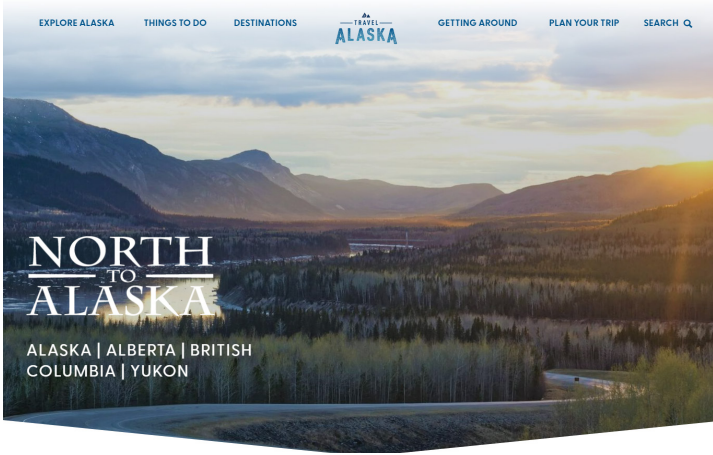 EXPLORE ALASKA
THINGS TO DO
DESTINATIONS
TRAVEL
ALASKA
GETTING AROUND
PLAN YOUR TRIP
SEARCH
NORTH
TO
ALASKA
ALASKA | ALBERTA | BRITISH
COLUMBIA | YUKON